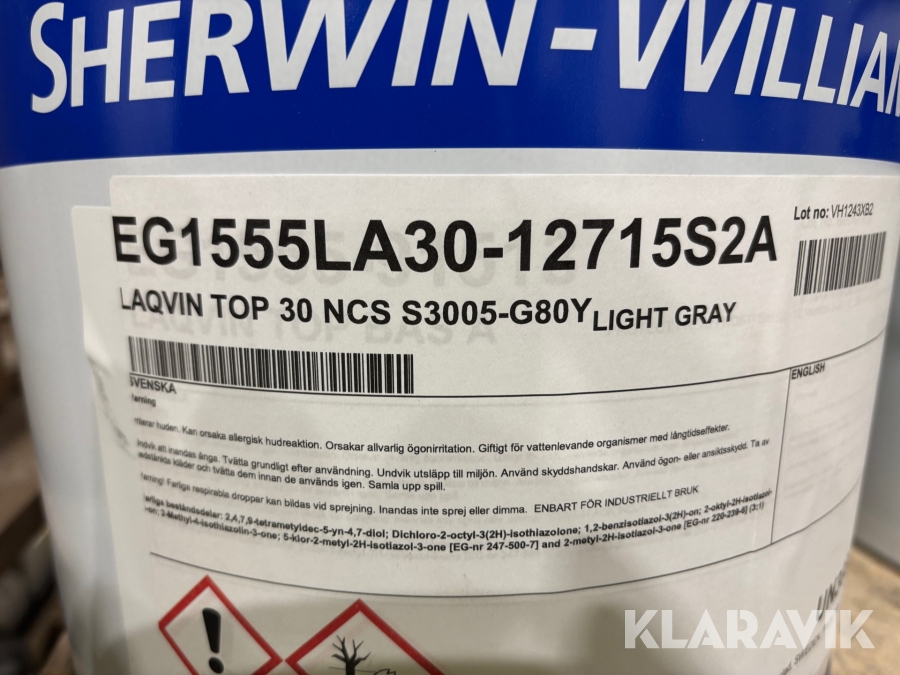 SHERWIN-WILLIAM
EG1555LA30-12715S2A
Lot no: VH1243XB2
LAQVIN TOP 30 NCS S3005-G80Y LIGHT GRAY
SVENSKA
ENGLISH
huden. Kan orsaka allergisk hudreaktion. Orsakar allvarlig ögonirritation. Giftigt för vattenlevande organismer med långtidseffekter.
att inandas ånga. Tvätta grundligt efter användning. Undvik utsläpp till miljön. Använd skyddshandskar. Använd ögon- eller ansiktsskydd. Ta av
kläder och tvätta dem innan de används igen. Samla upp spill.
Farliga respirabla droppar kan bildas vid sprejning. Inandas inte sprej eller dimma. ENBART FÖR INDUSTRIELLT BRUK
beståndsdelar: 2,4,7,9-tetrametyldec-5-yn-4,7-diol; Dichloro-2-octyl-3(2H)-isothiazolone; 1,2-benzisotiazol-3(2H)-on; 2-oktyl-2H-isotiazol-
-on; 2-Methyl-4-isothiazolin-3-one; 5-klor-2-metyl-2H-isotiazol-3-one [EG-nr 247-500-7] and 2-metyl-2H-isotiazol-3-one [EG-nr 220-239-6] (3:1)
KLARAVIK